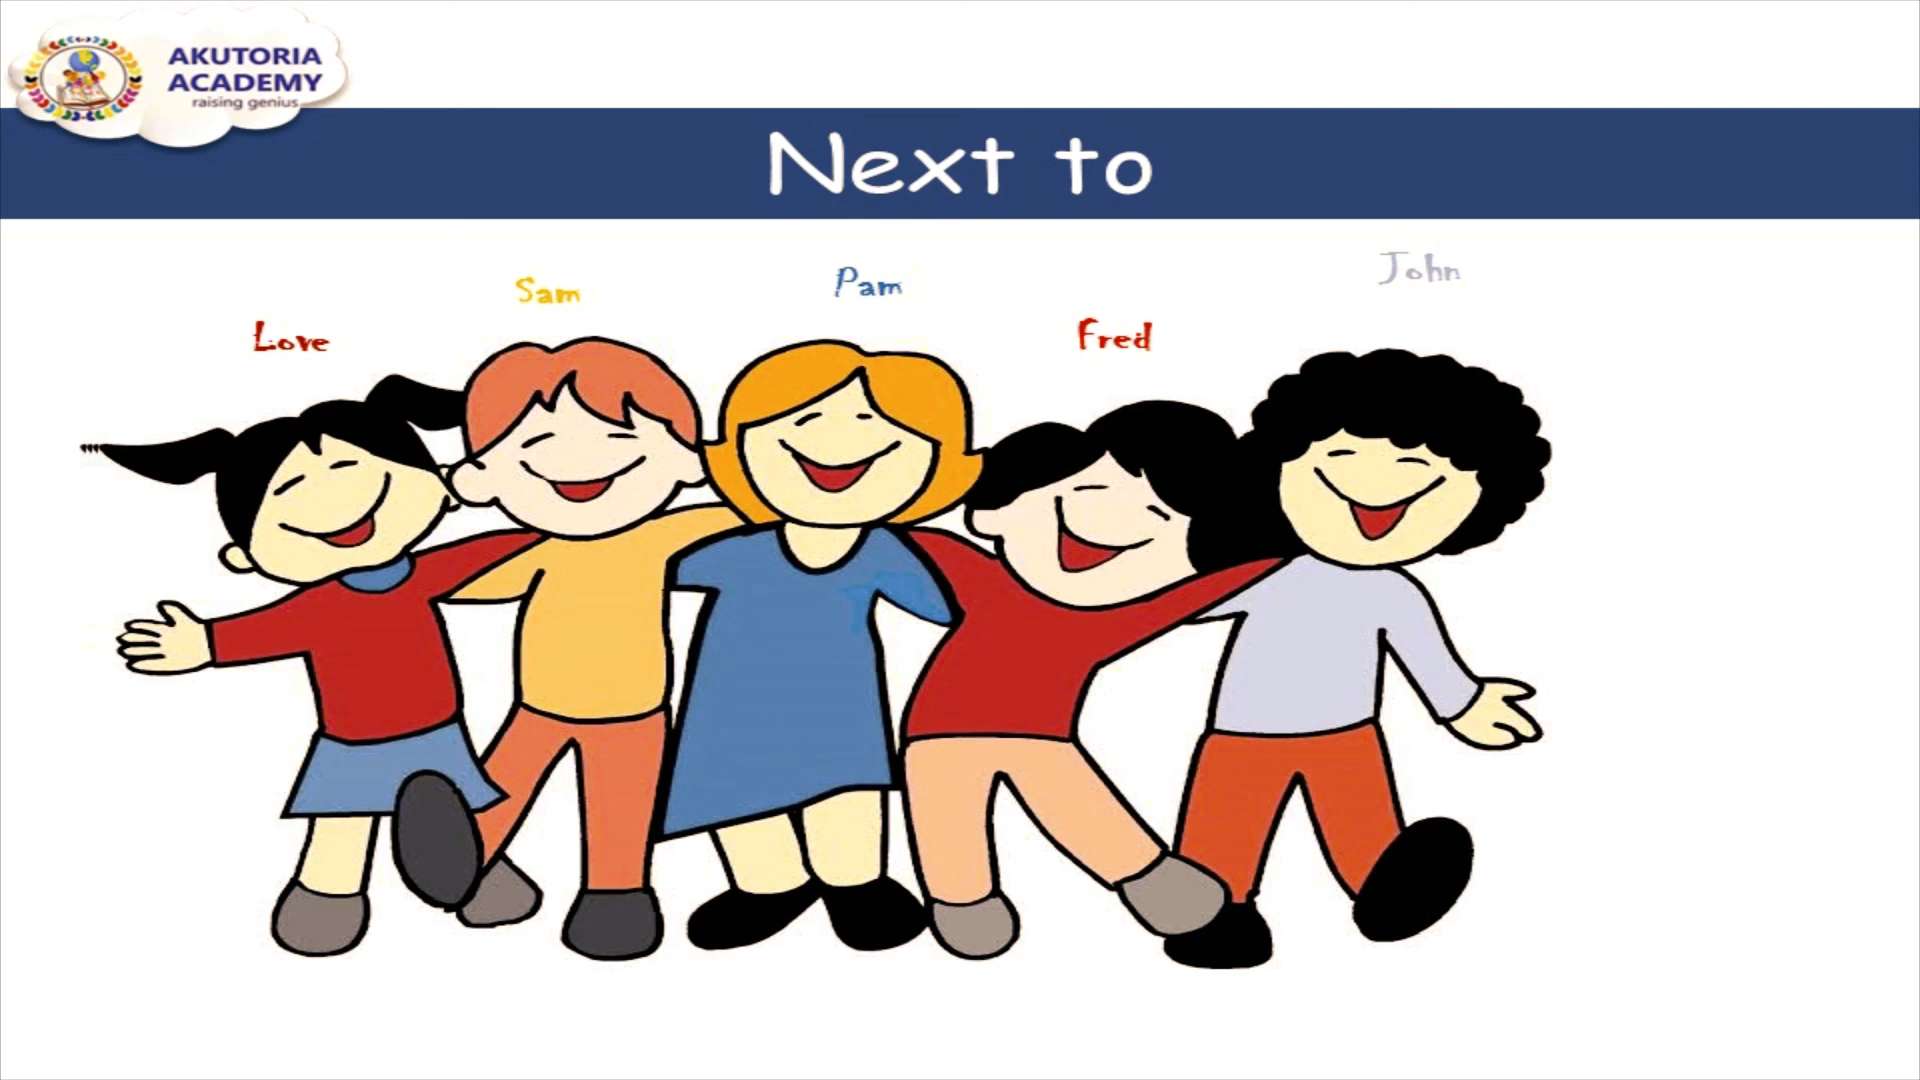 AKUTORIA
ACADEMY
raising genius
Next to
Love
Sam
Pam
Fred
John